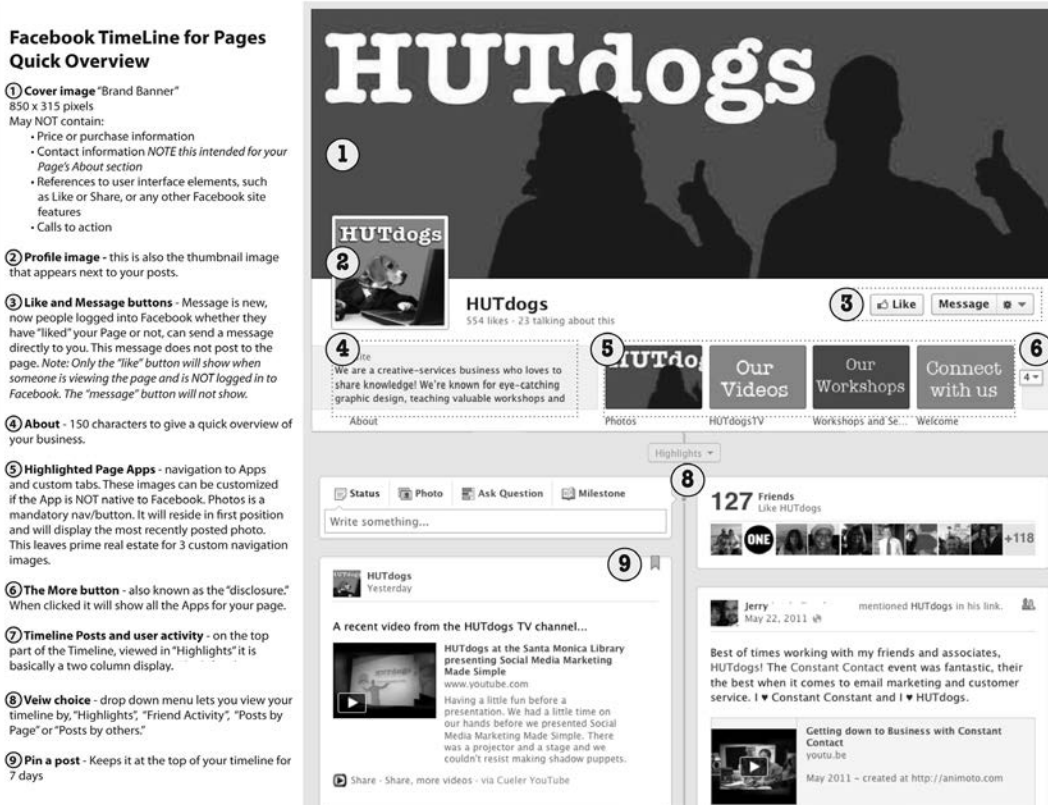 Facebook TimeLine for Pages
Quick Overview
① Cover image "Brand Banner"
850 x 315 pixels
May NOT contain:
• Price or purchase information
• Contact information NOTE this intended for your
Page's About section
• References to user interface elements, such
as Like or Share, or any other Facebook site
features
• Calls to action
② Profile image - this is also the thumbnail image
that appears next to your posts.
③ Like and Message buttons - Message is new,
now people logged into Facebook whether they
have "liked" your Page or not, can send a message
directly to you. This message does not post to the
page. Note: Only the "like" button will show when
someone is viewing the page and is NOT logged in to
Facebook. The "message" button will not show.
④ About - 150 characters to give a quick overview of
your business.
⑤ Highlighted Page Apps - navigation to Apps
and custom tabs. These images can be customized
if the App is NOT native to Facebook. Photos is a
mandatory nav/button. It will reside in first position
and will display the most recently posted photo.
This leaves prime real estate for 3 custom navigation
images.
⑥ The More button - also known as the "disclosure."
When clicked it will show all the Apps for your page.
⑦ Timeline Posts and user activity - on the top
part of the Timeline, viewed in "Highlights" it is
basically a two column display.
⑧ Veiw choice - drop down menu lets you view your
timeline by, "Highlights", "Friend Activity", "Posts by
Page" or "Posts by others."
⑨ Pin a post - Keeps it at the top of your timeline for
7 days
HUTdogs
1
HUTdogs
2
HUTdogs
554 likes · 23 talking about this
3
Like
Message
4
We are a creative-services business who loves to
share knowledge! We're known for eye-catching
graphic design, teaching valuable workshops and
About
5
HUTdo
Photos
Our
Videos
HUTdogsTV
Our
Workshops
Workshops and Se...
Connect
with us
Welcome
6
4
Highlights
8
Status
Photo
Ask Question
Milestone
Write something...
9
HUTdogs
Yesterday
A recent video from the HUTdogs TV channel...
HUTdogs at the Santa Monica Library
presenting Social Media Marketing
Made Simple
www.youtube.com
Having a little fun before a
presentation. We had a little time on
our hands before we presented Social
Media Marketing Made Simple. There
was a projector and a stage and we
couldn't resist making shadow puppets.
Share · Share, more videos · via Cueler YouTube
127 Friends
Like HUTdogs
ONE
+118
Jerry mentioned HUTdogs in his link.
May 22, 2011
Best of times working with my friends and associates,
HUTdogs! The Constant Contact event was fantastic, their
the best when it comes to email marketing and customer
service. I ♥ Constant Constant and I ♥ HUTdogs.
Getting down to Business with Constant
Contact
youtu.be
May 2011 – created at http://animoto.com